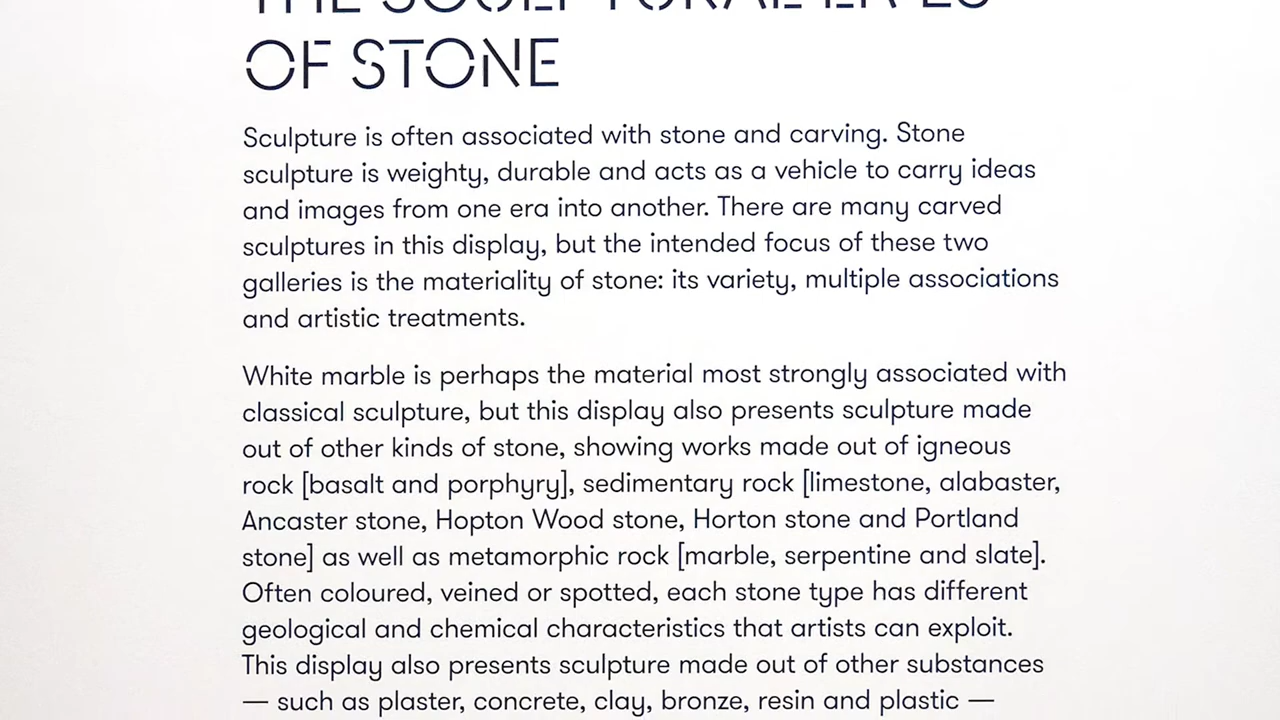 OF STONE
Sculpture is often associated with stone and carving. Stone
sculpture is weighty, durable and acts as a vehicle to carry ideas
and images from one era into another. There are many carved
sculptures in this display, but the intended focus of these two
galleries is the materiality of stone: its variety, multiple associations
and artistic treatments.
White marble is perhaps the material most strongly associated with
classical sculpture, but this display also presents sculpture made
out of other kinds of stone, showing works made out of igneous
rock [basalt and porphyry], sedimentary rock [limestone, alabaster,
Ancaster stone, Hopton Wood stone, Horton stone and Portland
stone] as well as metamorphic rock [marble, serpentine and slate].
Often coloured, veined or spotted, each stone type has different
geological and chemical characteristics that artists can exploit.
This display also presents sculpture made out of other substances
— such as plaster, concrete, clay, bronze, resin and plastic —